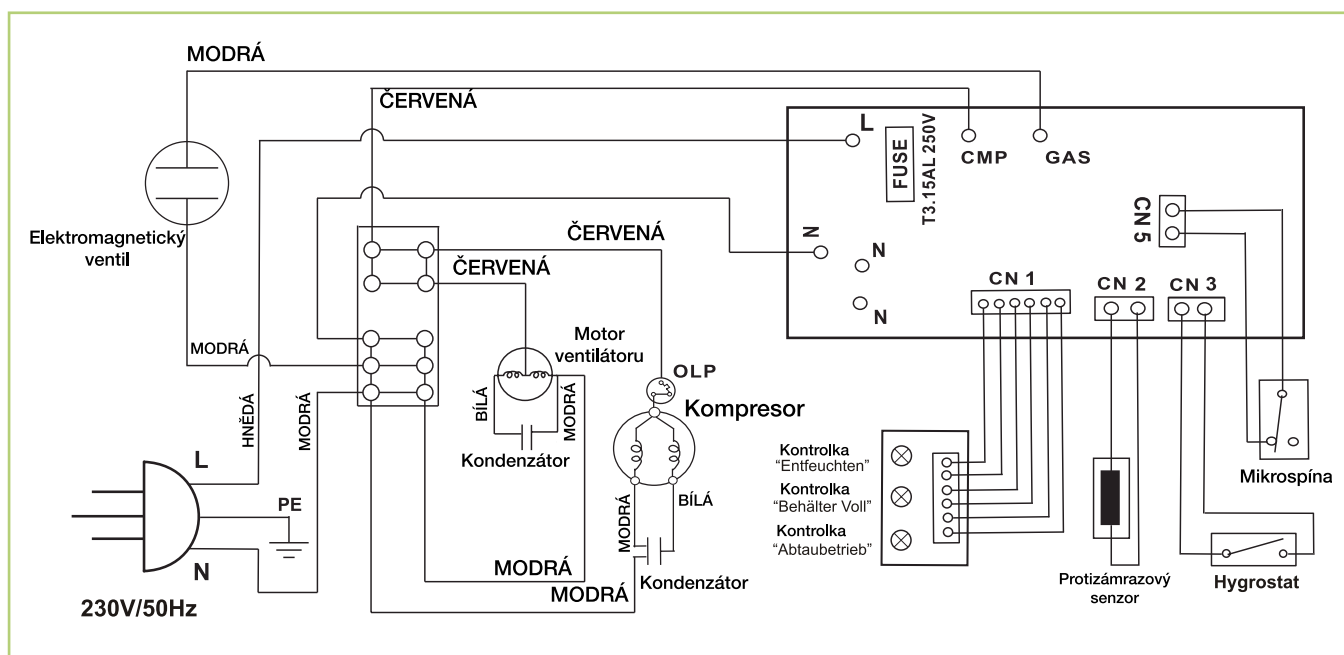 MODRÁ
ČERVENÁ
L
FUSE
T3.15AL 250V
CMP
GAS
CN 5
Elektromagnetický
ventil
ČERVENÁ
N
N
ČERVENÁ
N
CN 1
CN 2
CN 3
MODRÁ
Motor
ventilátoru
OLP
HNĚDÁ
MODRÁ
BÍLÁ
MODRÁ
Kompresor
Kondenzátor
Kontrolka
"Entfeuchten"
Kontrolka
"Behälter Voll"
Kontrolka
"Abtaubetrieb"
Mikrospína
L
PE
N
MODRÁ
BÍLÁ
MODRÁ
MODRÁ
Kondenzátor
Protizámrazový
senzor
Hygrostat
230V/50Hz